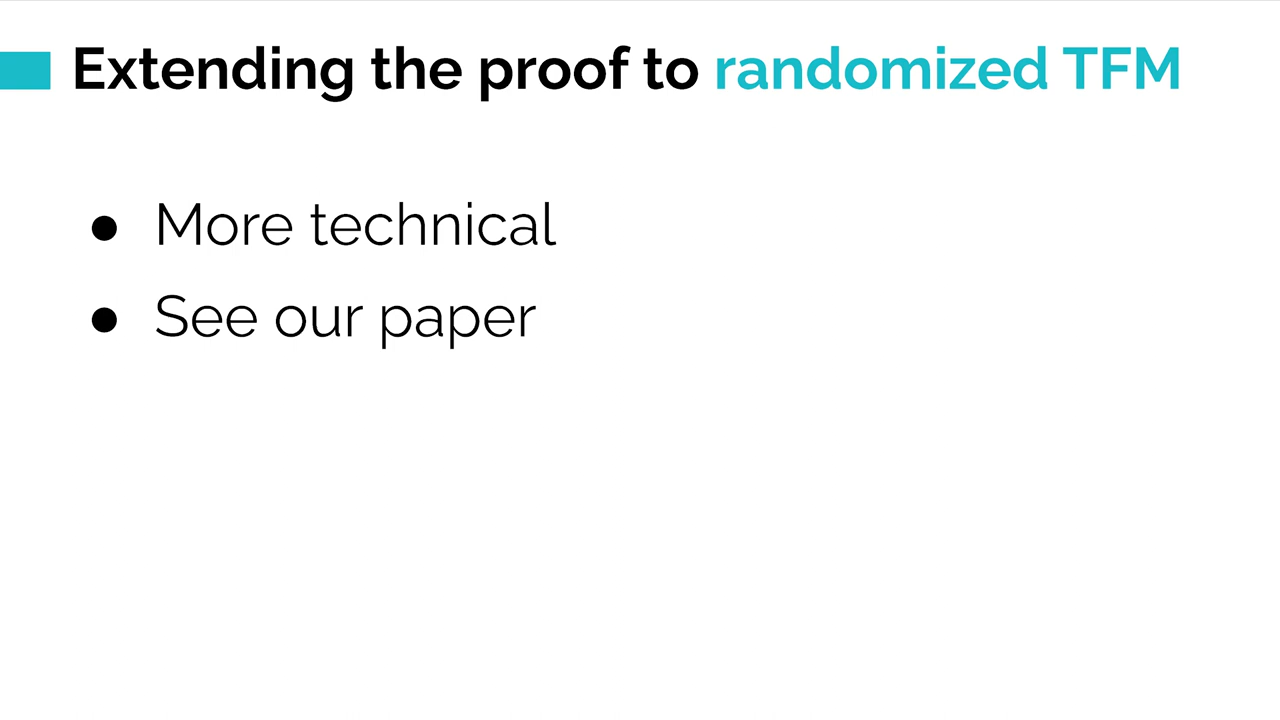 Extending the proof to randomized TFM
● More technical
● See our paper